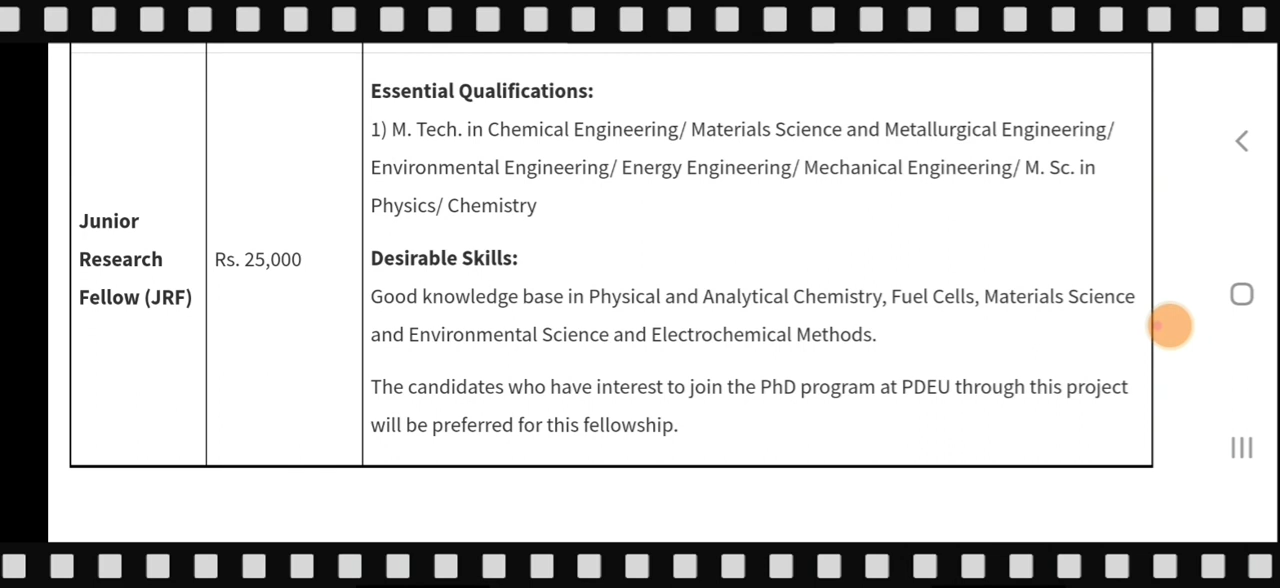 Essential Qualifications:
1) M. Tech. in Chemical Engineering/ Materials Science and Metallurgical Engineering/
Environmental Engineering/ Energy Engineering/ Mechanical Engineering/ M. Sc. in
Physics/ Chemistry
Junior
Research
Fellow (JRF)
Rs. 25,000
Desirable Skills:
Good knowledge base in Physical and Analytical Chemistry, Fuel Cells, Materials Science
and Environmental Science and Electrochemical Methods.
The candidates who have interest to join the PhD program at PDEU through this project
will be preferred for this fellowship.